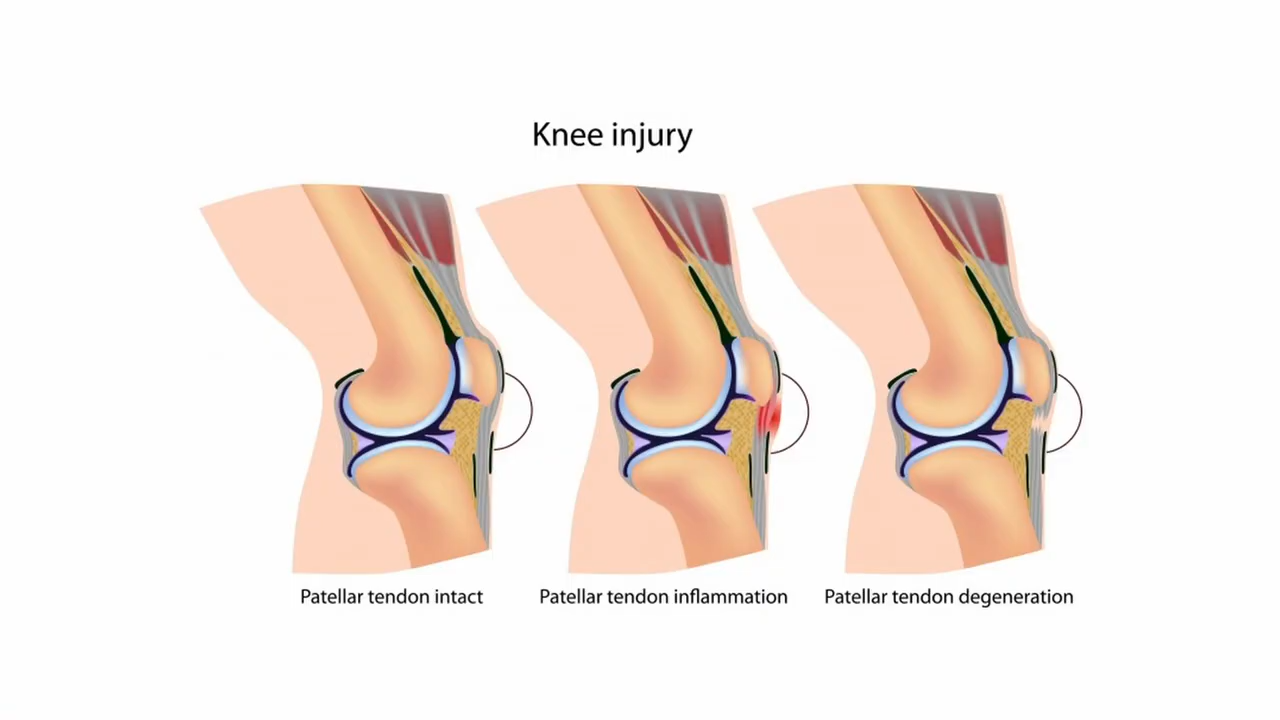 Knee injury
Patellar tendon intact
Patellar tendon inflammation
Patellar tendon degeneration